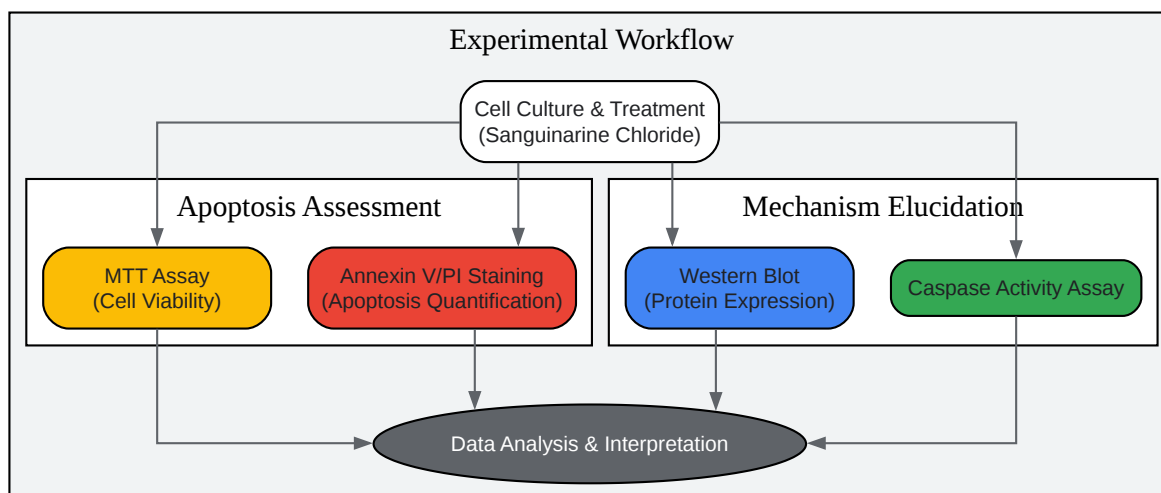 Experimental Workflow
Cell Culture & Treatment
(Sanguinarine Chloride)
Apoptosis Assessment
Mechanism Elucidation
MTT Assay
(Cell Viability)
Annexin V/PI Staining
(Apoptosis Quantification)
Western Blot
(Protein Expression)
Caspase Activity Assay
Data Analysis & Interpretation